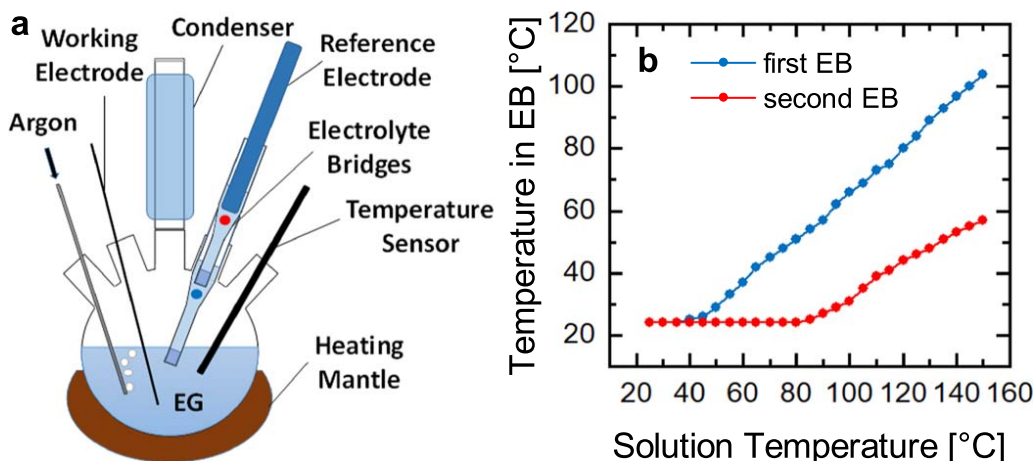 a
Working
Electrode
Condenser
Reference
Electrode
Argon
Electrolyte
Bridges
Temperature
Sensor
Heating
Mantle
EG
b
first EB
second EB
Temperature in EB [°C]
120
100
80
60
40
20
20 40 60 80 100 120 140 160
Solution Temperature [°C]